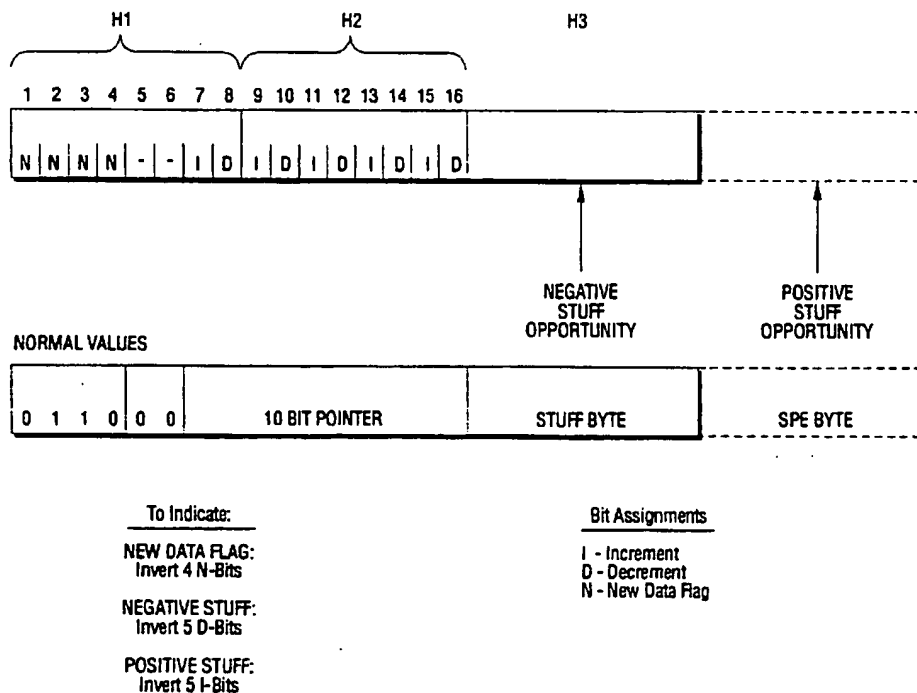 H1 H2 H3
1 2 3 4 5 6 7 8 9 10 11 12 13 14 15 16
N N N N - - I D I D I D I D I D
NEGATIVE
STUFF
OPPORTUNITY
POSITIVE
STUFF
OPPORTUNITY
NORMAL VALUES
0 1 1 0 0 0 10 BIT POINTER STUFF BYTE SPE BYTE
To Indicate:
NEW DATA FLAG:
Invert 4 N-Bits
NEGATIVE STUFF:
Invert 5 D-Bits
POSITIVE STUFF:
Invert 5 I-Bits
Bit Assignments
I - Increment
D - Decrement
N - New Data Flag